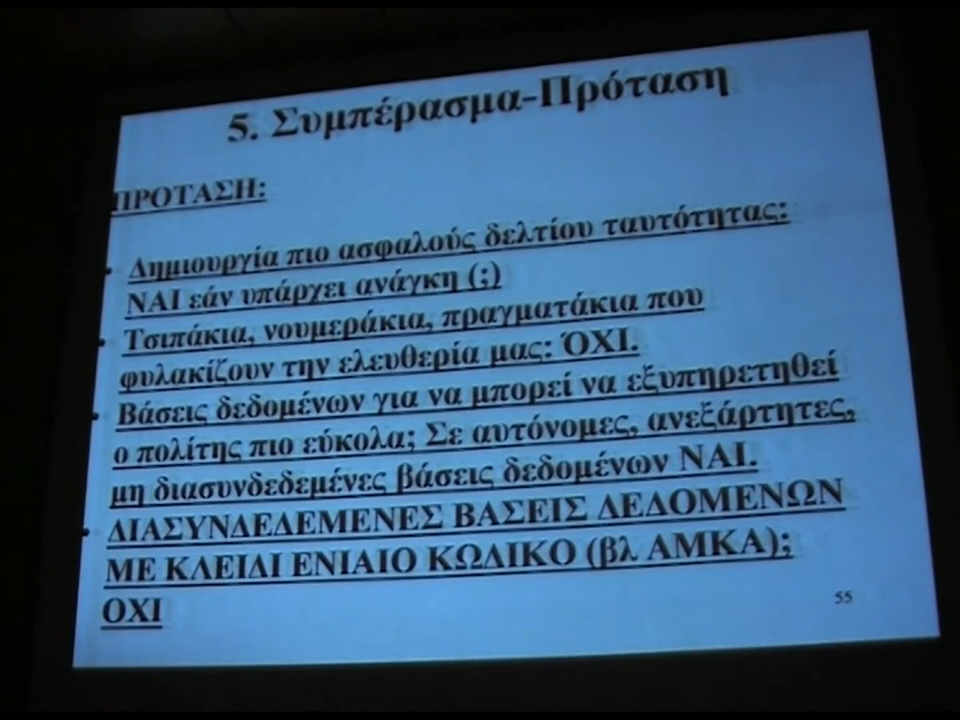 5. Συμπέρασμα-Πρόταση
ΠΡΟΤΑΣΗ:
• Δημιουργία πιο ασφαλούς δελτίου ταυτότητας:
ΝΑΙ εάν υπάρχει ανάγκη (;)
• Τσιπάκια, νουμεράκια, πραγματάκια που
φυλακίζουν την ελευθερία μας: ΌΧΙ.
• Βάσεις δεδομένων για να μπορεί να εξυπηρετηθεί
ο πολίτης πιο εύκολα; Σε αυτόνομες, ανεξάρτητες,
μη διασυνδεδεμένες βάσεις δεδομένων ΝΑΙ.
• ΔΙΑΣΥΝΔΕΔΕΜΕΝΕΣ ΒΑΣΕΙΣ ΔΕΔΟΜΕΝΩΝ
ΜΕ ΚΛΕΙΔΙ ΕΝΙΑΙΟ ΚΩΔΙΚΟ (βλ ΑΜΚΑ);
ΟΧΙ
55